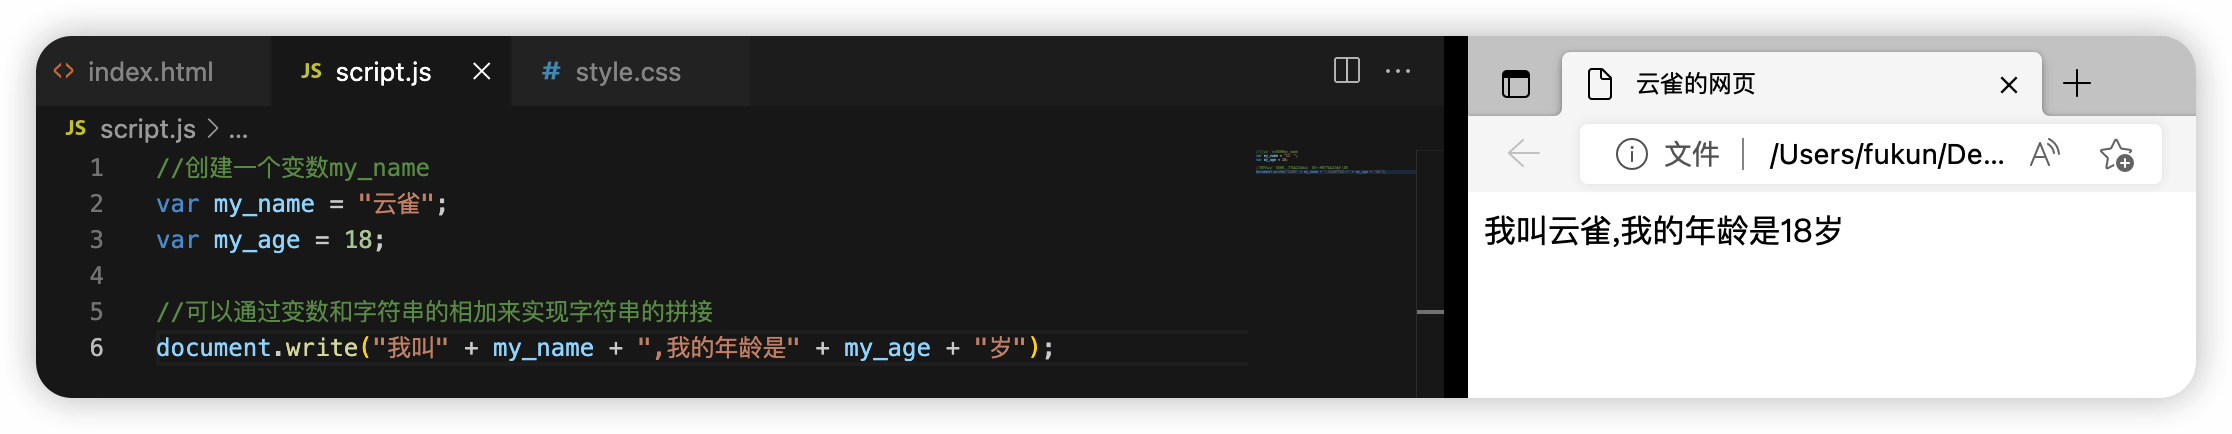 index.html
JS script.js
# style.css
JS script.js > ...
1 //创建一个变数my_name
2 var my_name = "云雀";
3 var my_age = 18;
4
5 //可以通过变数和字符串的相加来实现字符串的拼接
6 document.write("我叫" + my_name + ",我的年龄是" + my_age + "岁");
云雀的网页
文件 | /Users/fukun/De...
我叫云雀,我的年龄是18岁